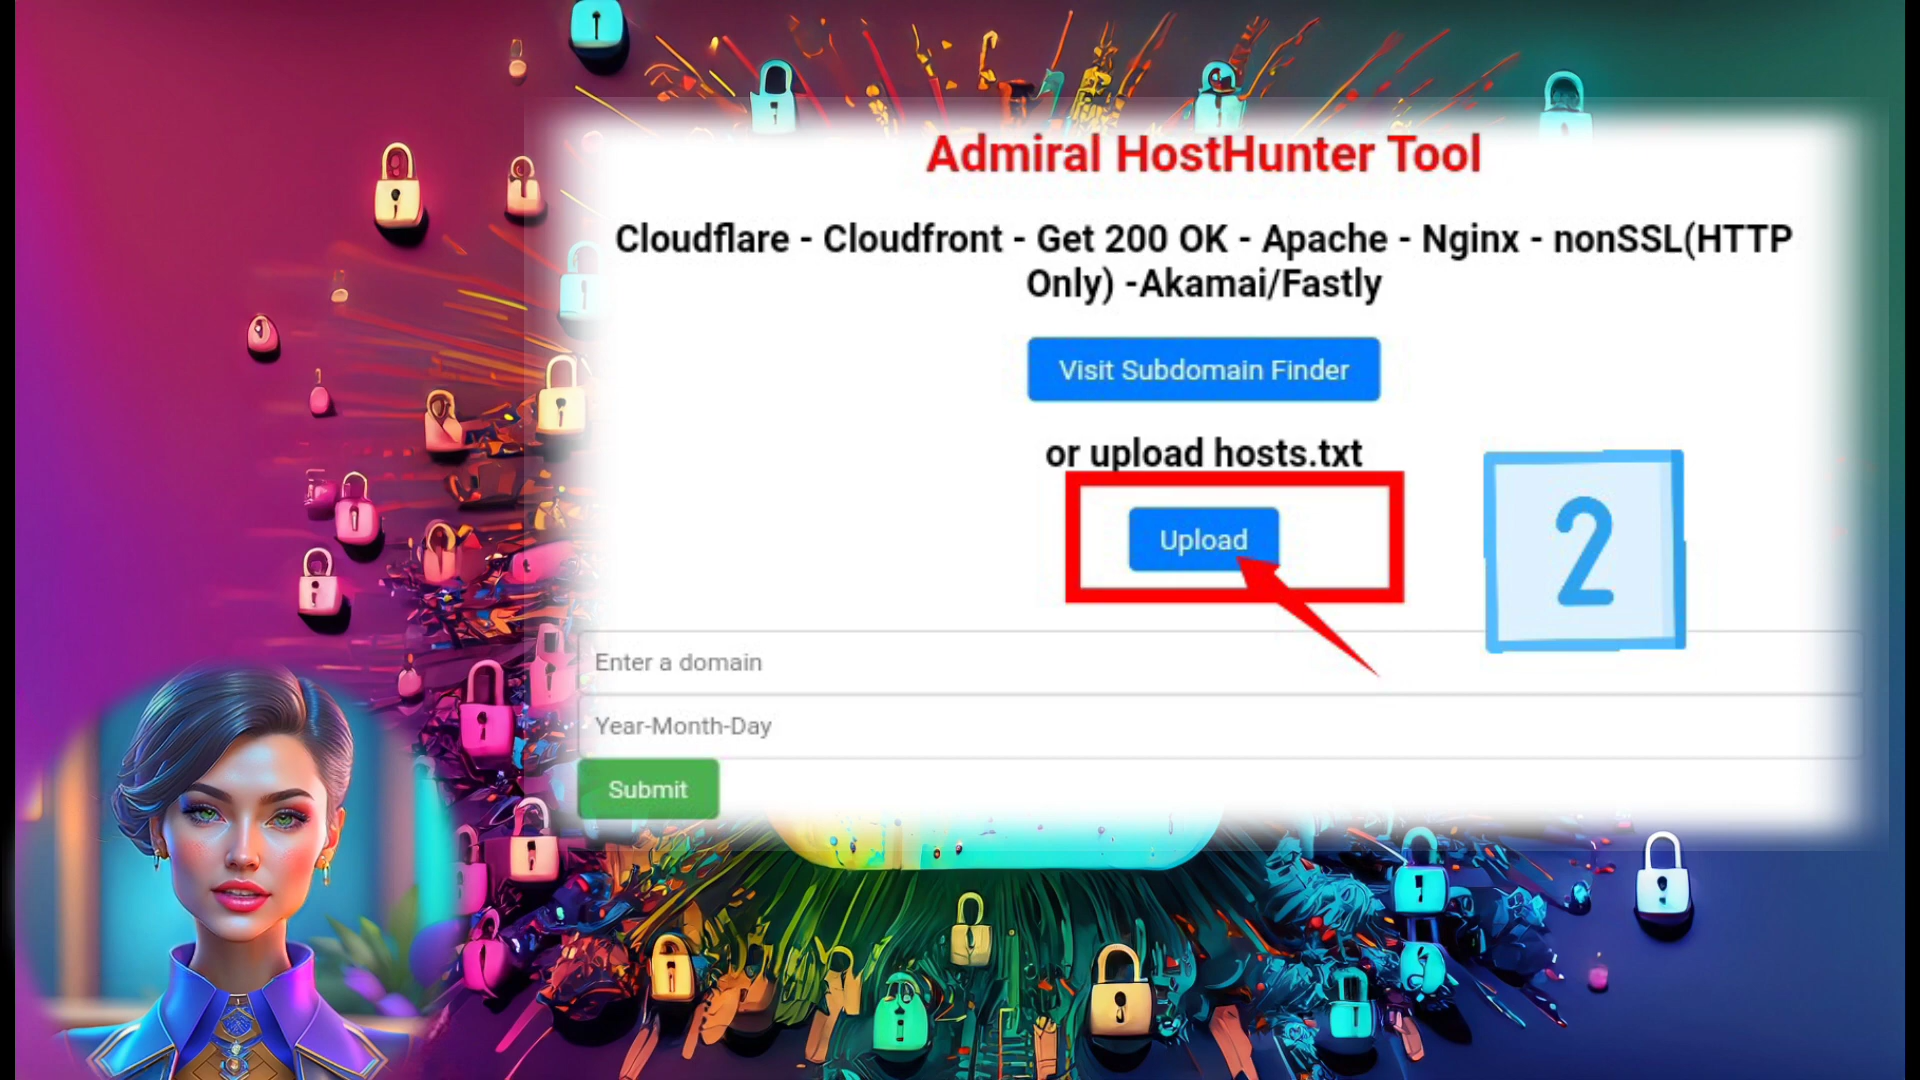 Admiral HostHunter Tool
Cloudflare - Cloudfront - Get 200 OK - Apache - Nginx - nonSSL(HTTP
Only) -Akamai/Fastly
Visit Subdomain Finder
or upload hosts.txt
Upload
2
Enter a domain
Year-Month-Day
Submit